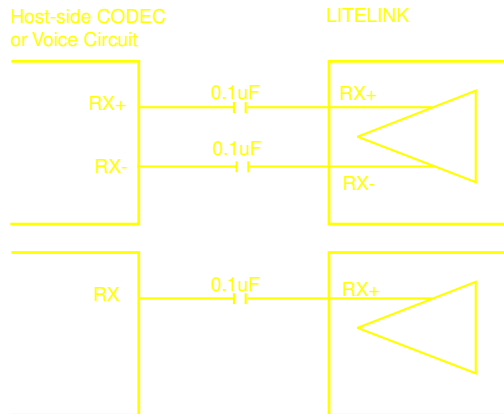 Host-side CODEC
or Voice Circuit
LITELINK
RX+
0.1uF
RX+
RX-
0.1uF
RX-
RX
0.1uF
RX+